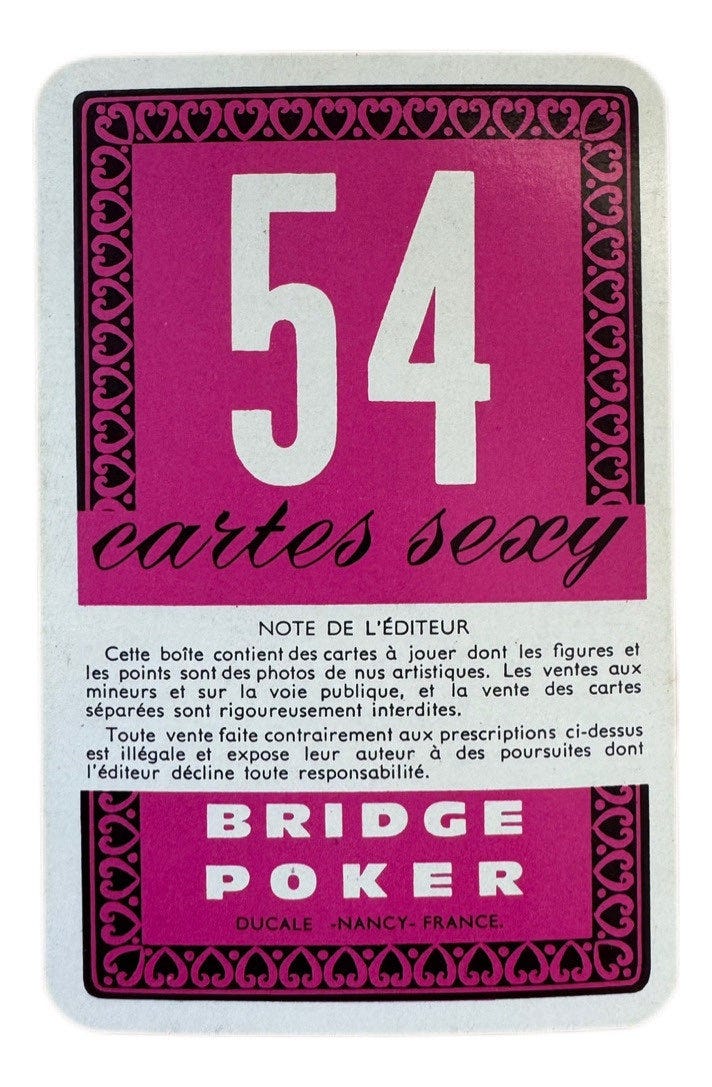 54
cartes sexy
NOTE DE L'ÉDITEUR
Cette boîte contient des cartes à jouer dont les figures et
les points sont des photos de nus artistiques. Les ventes aux
mineurs et sur la voie publique, et la vente des cartes
séparées sont rigoureusement interdites.
Toute vente faite contrairement aux prescriptions ci-dessus
est illégale et expose leur auteur à des poursuites dont
l'éditeur décline toute responsabilité.
BRIDGE
POKER
DUCALE -NANCY- FRANCE.